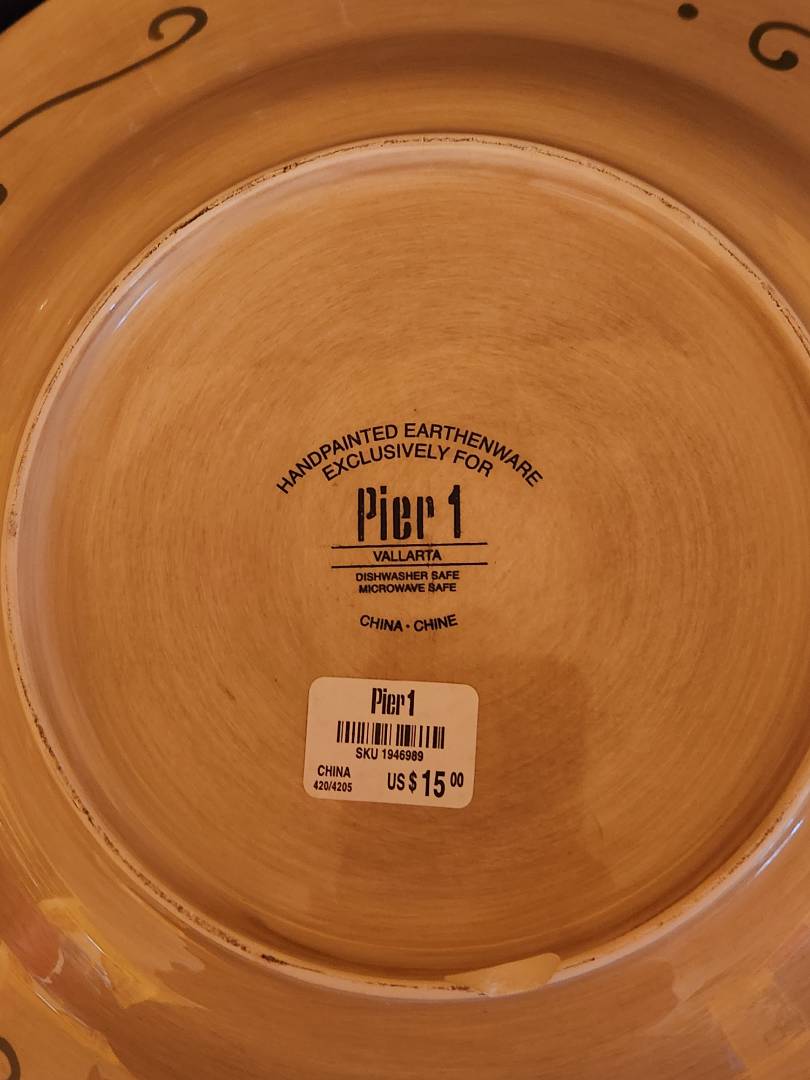 HANDPAINTED EARTHENWARE
EXCLUSIVELY FOR
Pier 1
VALLARTA
DISHWASHER SAFE
MICROWAVE SAFE
CHINA • CHINE
Pier 1
SKU 1946989
CHINA
420/4205
US $ 15 00